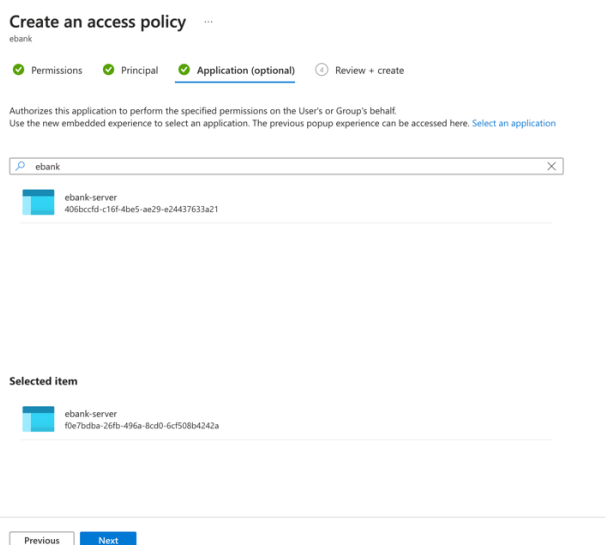 Create an access policy ...
ebank
Permissions Principal Application (optional) 4 Review + create
Authorizes this application to perform the specified permissions on the User's or Group's behalf.
Use the new embedded experience to select an application. The previous popup experience can be accessed here. Select an application
ebank
ebank-server
406bccfd-c16f-4be5-ae29-e24437633a21
Selected item
ebank-server
f0e7bdba-26fb-496a-8cd0-6cf508b4242a
Previous Next